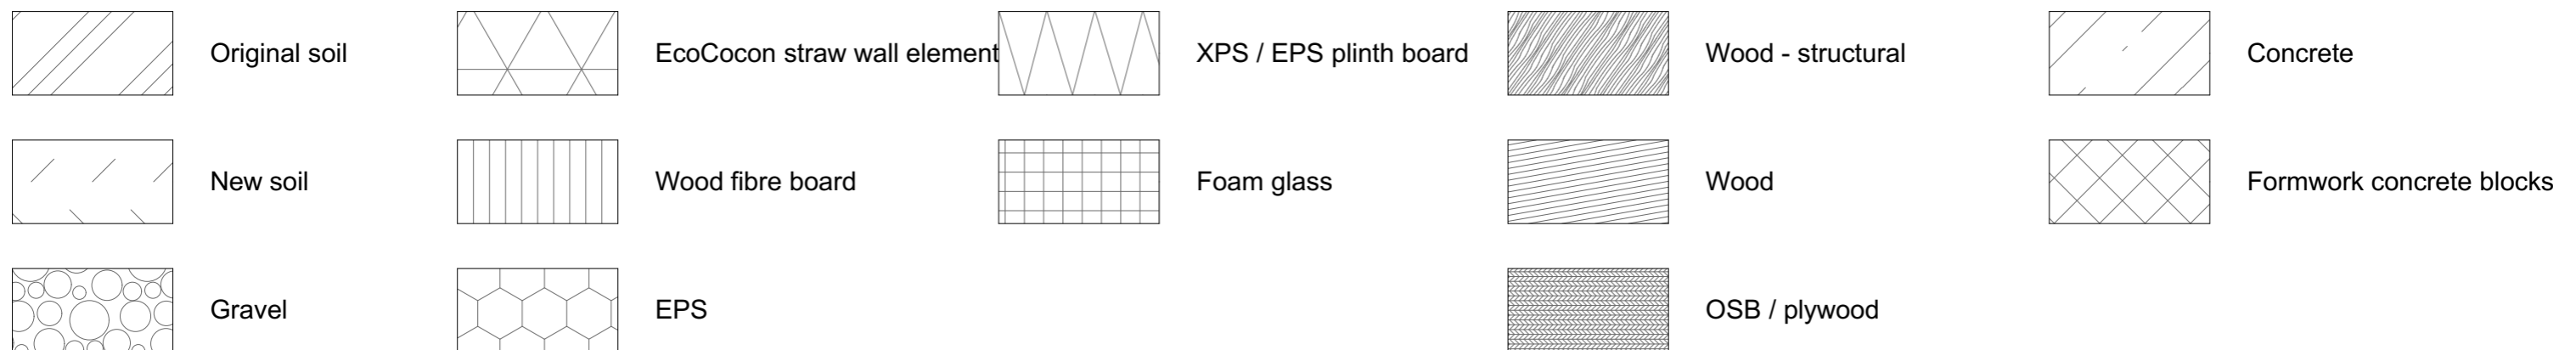 Original soil
EcoCocon straw wall element
XPS / EPS plinth board
Wood - structural
Concrete
New soil
Wood fibre board
Foam glass
Wood
Formwork concrete blocks
Gravel
EPS
OSB / plywood